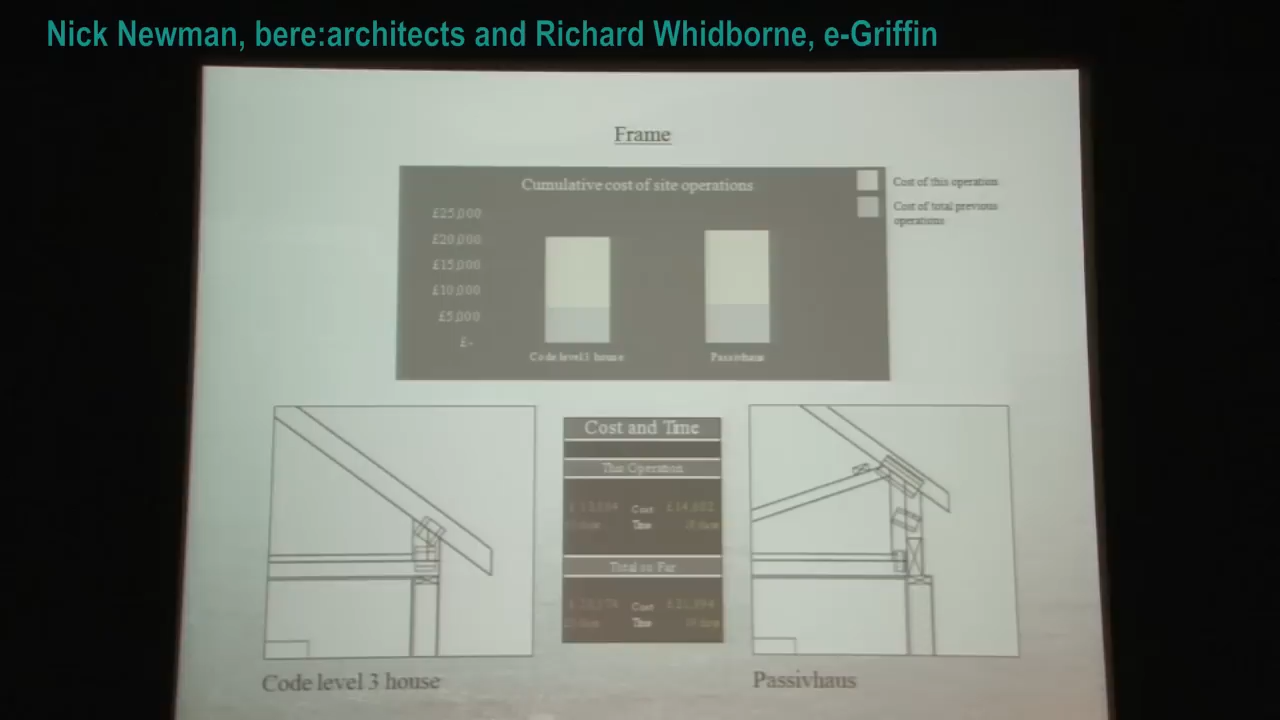 Nick Newman, bere:architects and Richard Whidborne, e-Griffin
Frame
Cumulative cost of site operations
Cost of this operation
Cost of total previous
operations
£25,000
£20,000
£15,000
£10,000
£5,000
£-
Code level3 house
Passivhaus
Cost and Time
This Operation
Cost
Time
Total so Far
Cost
Time
Code level 3 house
Passivhaus